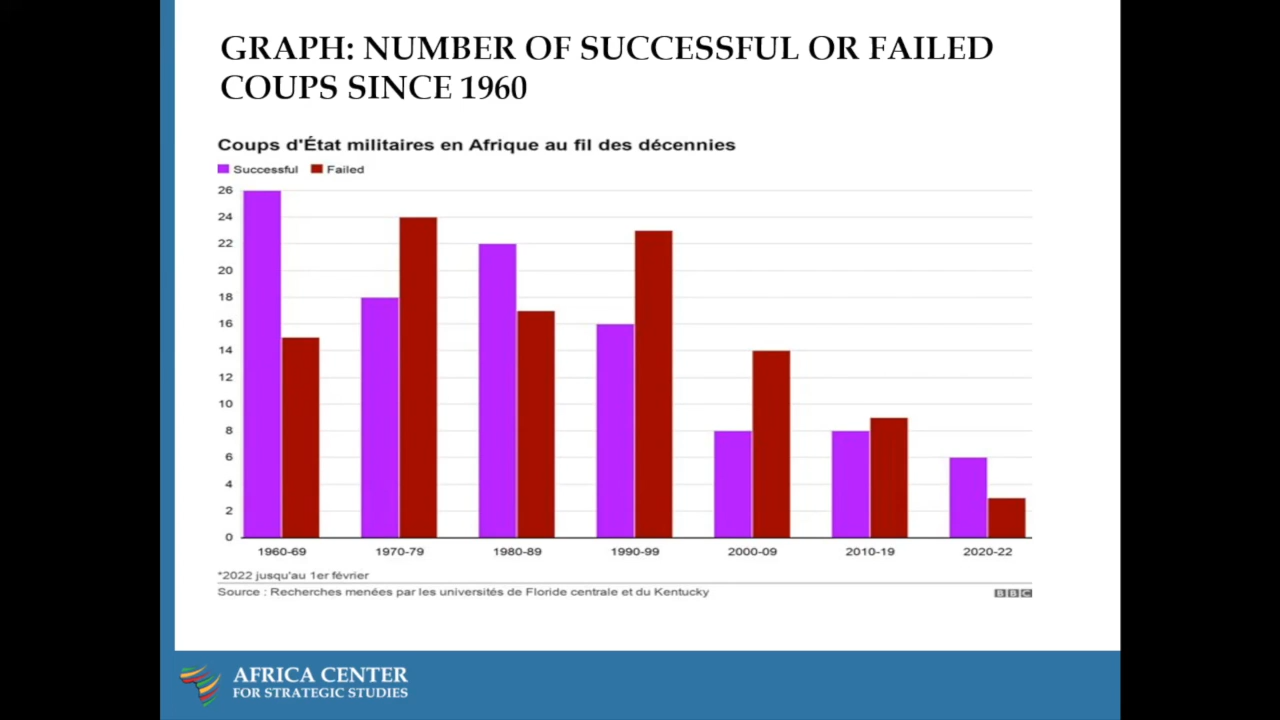 GRAPH: NUMBER OF SUCCESSFUL OR FAILED
COUPS SINCE 1960
Coups d'État militaires en Afrique au fil des décennies
Successful Failed
26
24
22
20
18
16
14
12
10
8
6
4
2
0
1960-69 1970-79 1980-89 1990-99 2000-09 2010-19 2020-22
*2022 jusqu'au 1er février
Source : Recherches menées par les universités de Floride centrale et du Kentucky
BBC
AFRICA CENTER
FOR STRATEGIC STUDIES